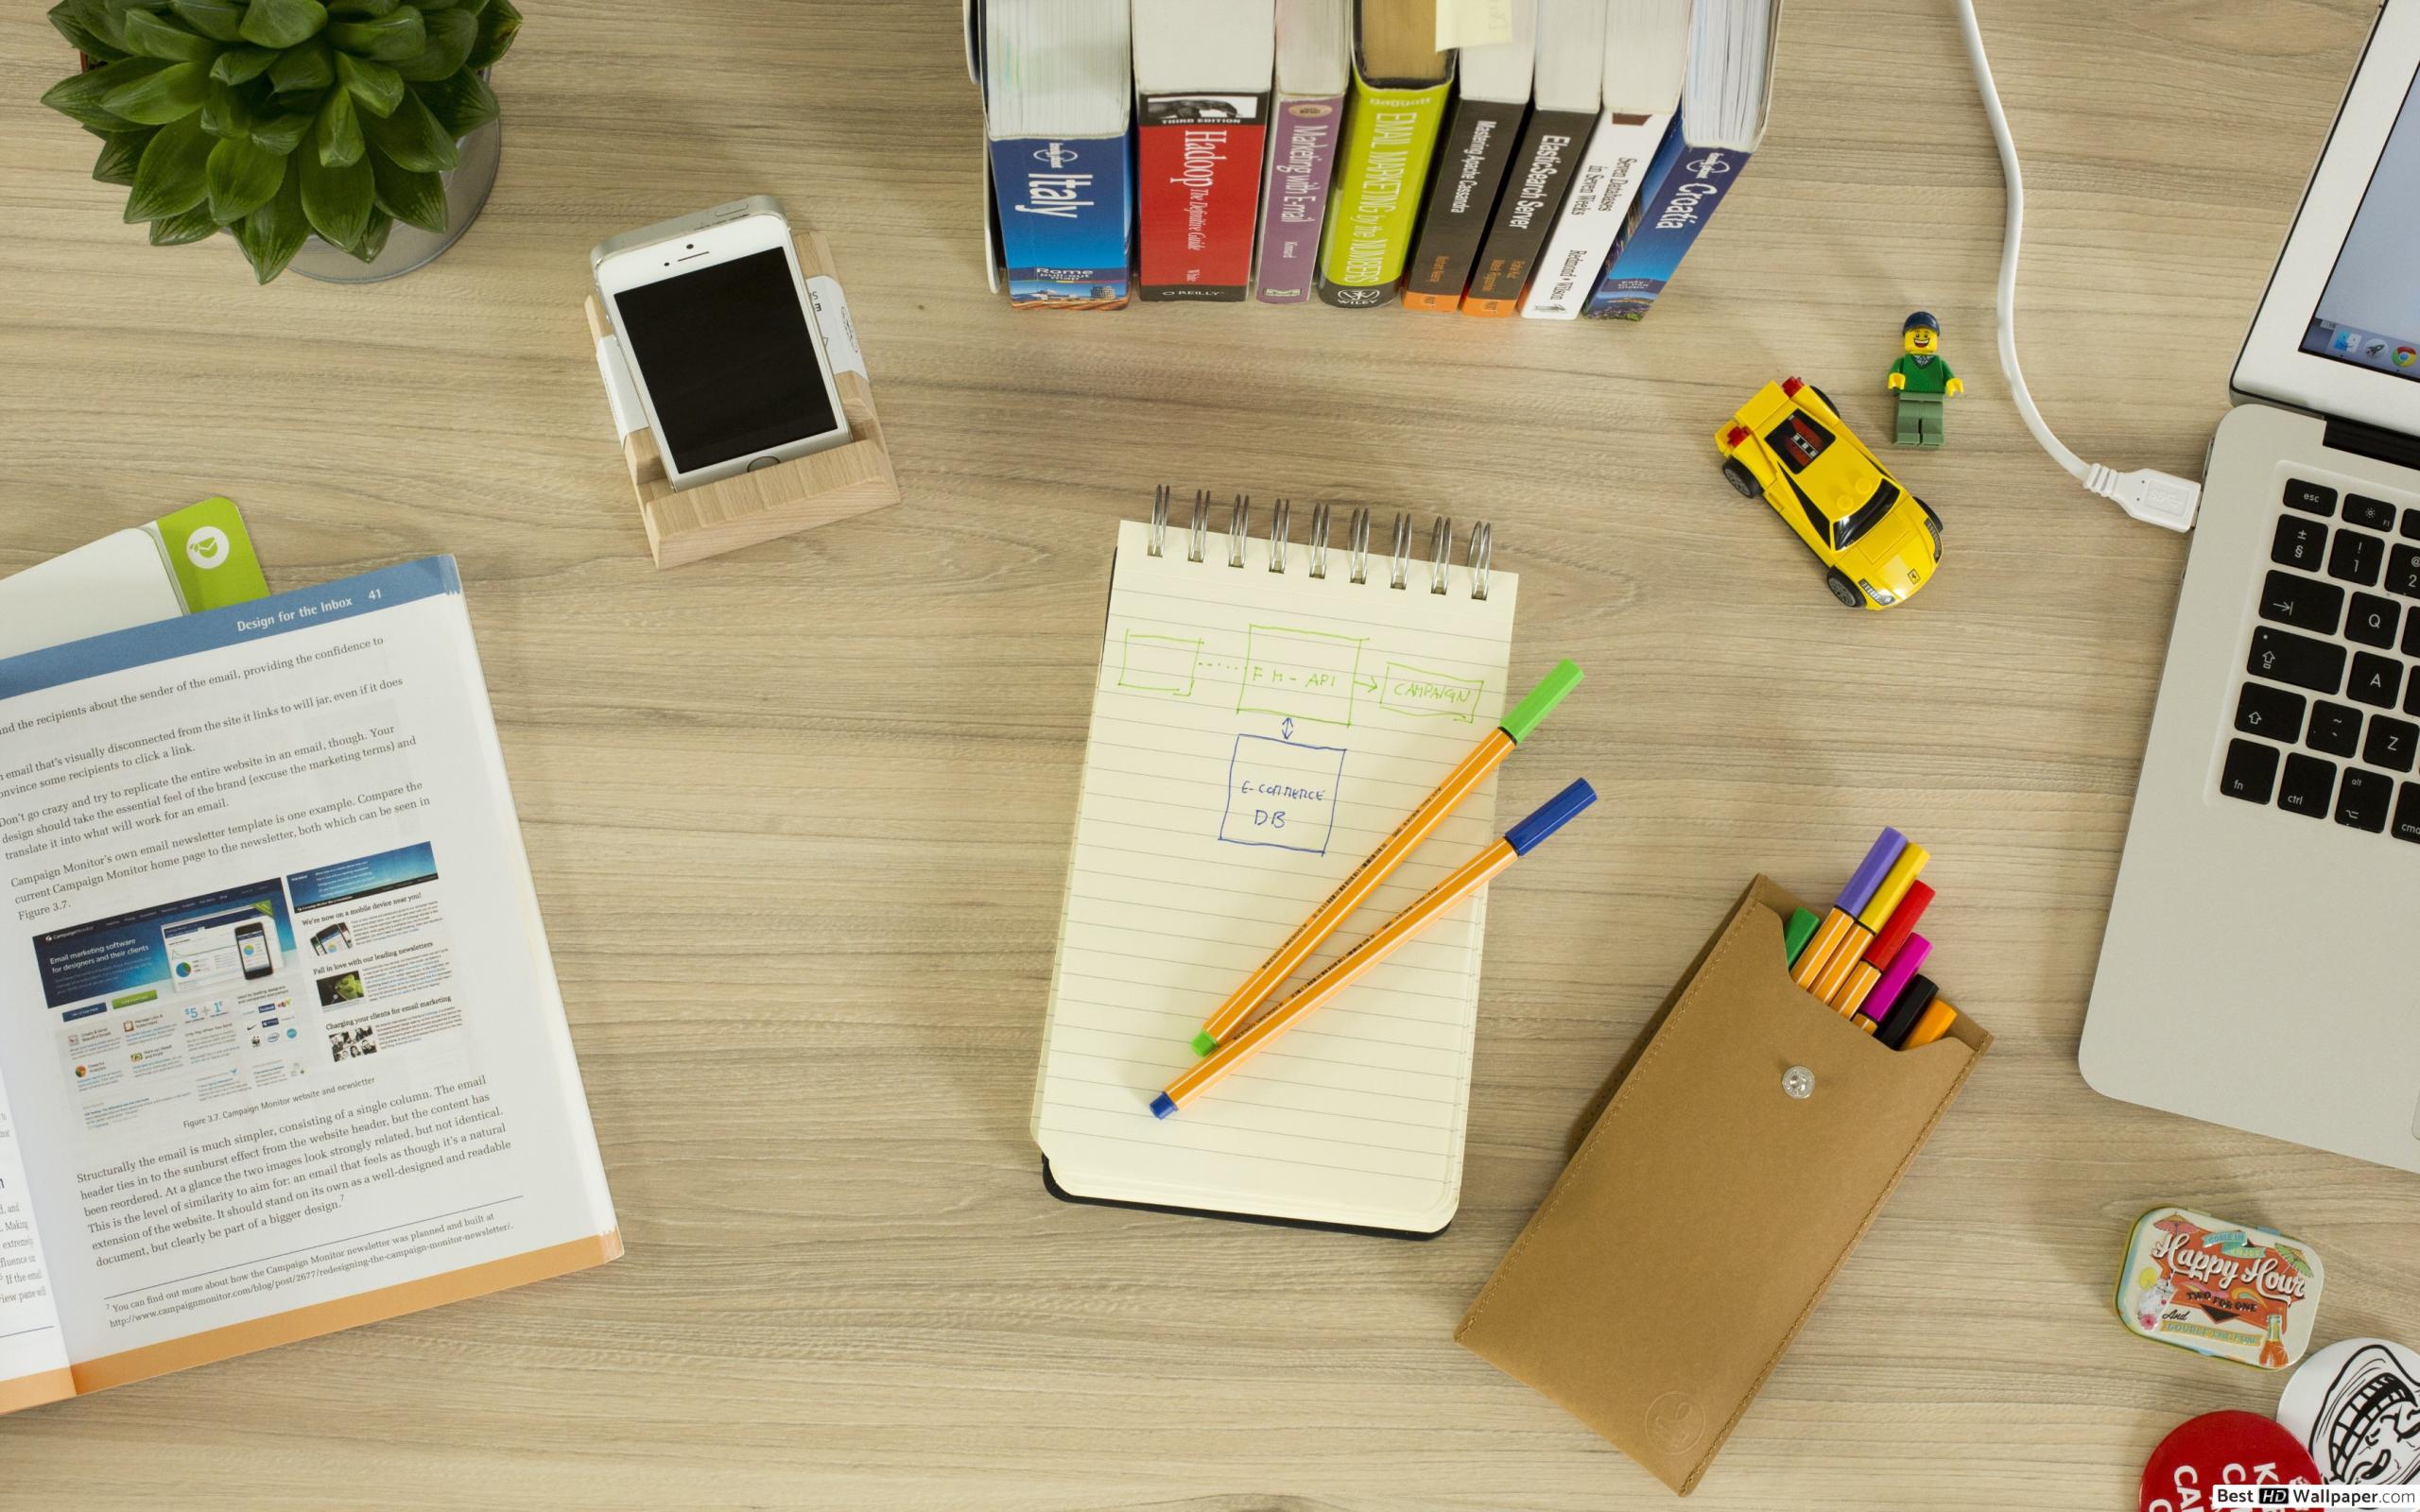 Italy
Rome
THIRD EDITION
Hadoop The Definitive Guide
White
O'REILLY
Marketing with E-mail
EMAIL MARKETING by the NUMBERS
WILEY
Mastering Apache Cassandra
ElasticSearch Server
Seven Databases
in Seven Weeks
Redmond • Wilson
Croatia
esc
Q
A
Z
fn
ctrl
alt
Design for the Inbox 41
nd the recipients about the sender of the email, providing the confidence to
email that's visually disconnected from the site it links to will jar, even if it does
onvince some recipients to click a link.
Don't go crazy and try to replicate the entire website in an email, though. Your
design should take the essential feel of the brand (excuse the marketing terms) and
translate it into what will work for an email.
Campaign Monitor's own email newsletter template is one example. Compare the
current Campaign Monitor home page to the newsletter, both which can be seen in
Figure 3.7.
Email marketing software
for designers and their clients
We're now on a mobile device near you!
Fall in love with our leading newsletters
Charging your clients for email marketing
Figure 3.7. Campaign Monitor website and newsletter
Structurally the email is much simpler, consisting of a single column. The email
header ties in to the sunburst effect from the website header, but the content has
been reordered. At a glance the two images look strongly related, but not identical.
This is the level of similarity to aim for: an email that feels as though it's a natural
extension of the website. It should stand on its own as a well-designed and readable
document, but clearly be part of a bigger design.7
7 You can find out more about how the Campaign Monitor newsletter was planned and built at
http://www.campaignmonitor.com/blog/post/2677/redesigning-the-campaign-monitor-newsletter/.
FM-API
CAMPAIGN
E-COMMERCE
DB
Happy Hour
TWO FOR ONE
And
Best HD Wallpaper.com